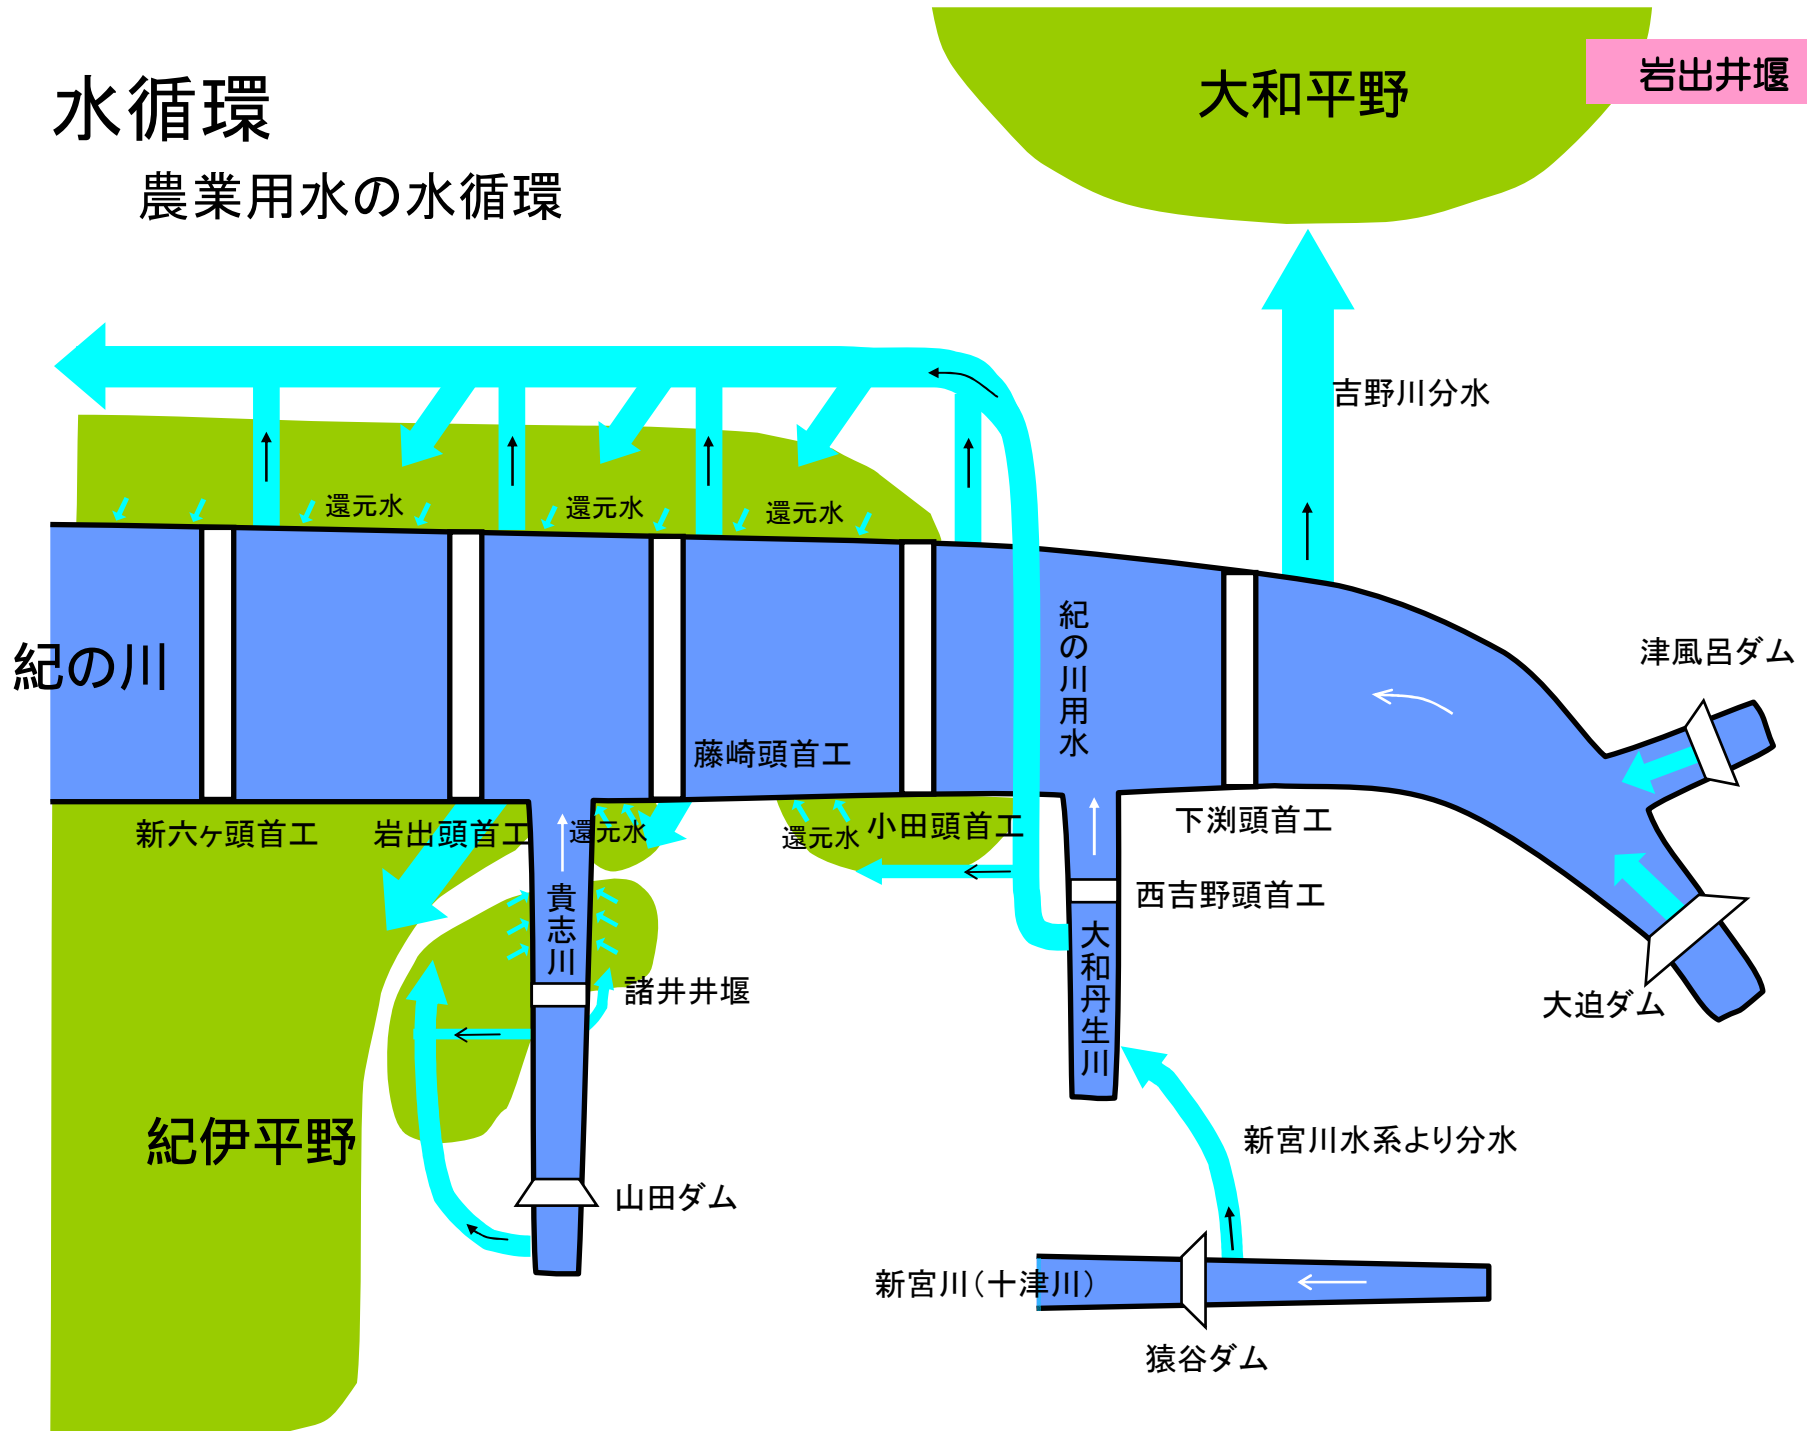 水循環
農業用水の水循環
大和平野
岩出井堰
吉野川分水
還元水
還元水
還元水
紀の川
紀の川用水
津風呂ダム
藤崎頭首工
新六ヶ頭首工
岩出頭首工
還元水
還元水
小田頭首工
下渕頭首工
貴志川
西吉野頭首工
大和丹生川
諸井井堰
大迫ダム
紀伊平野
新宮川水系より分水
山田ダム
新宮川（十津川）
猿谷ダム